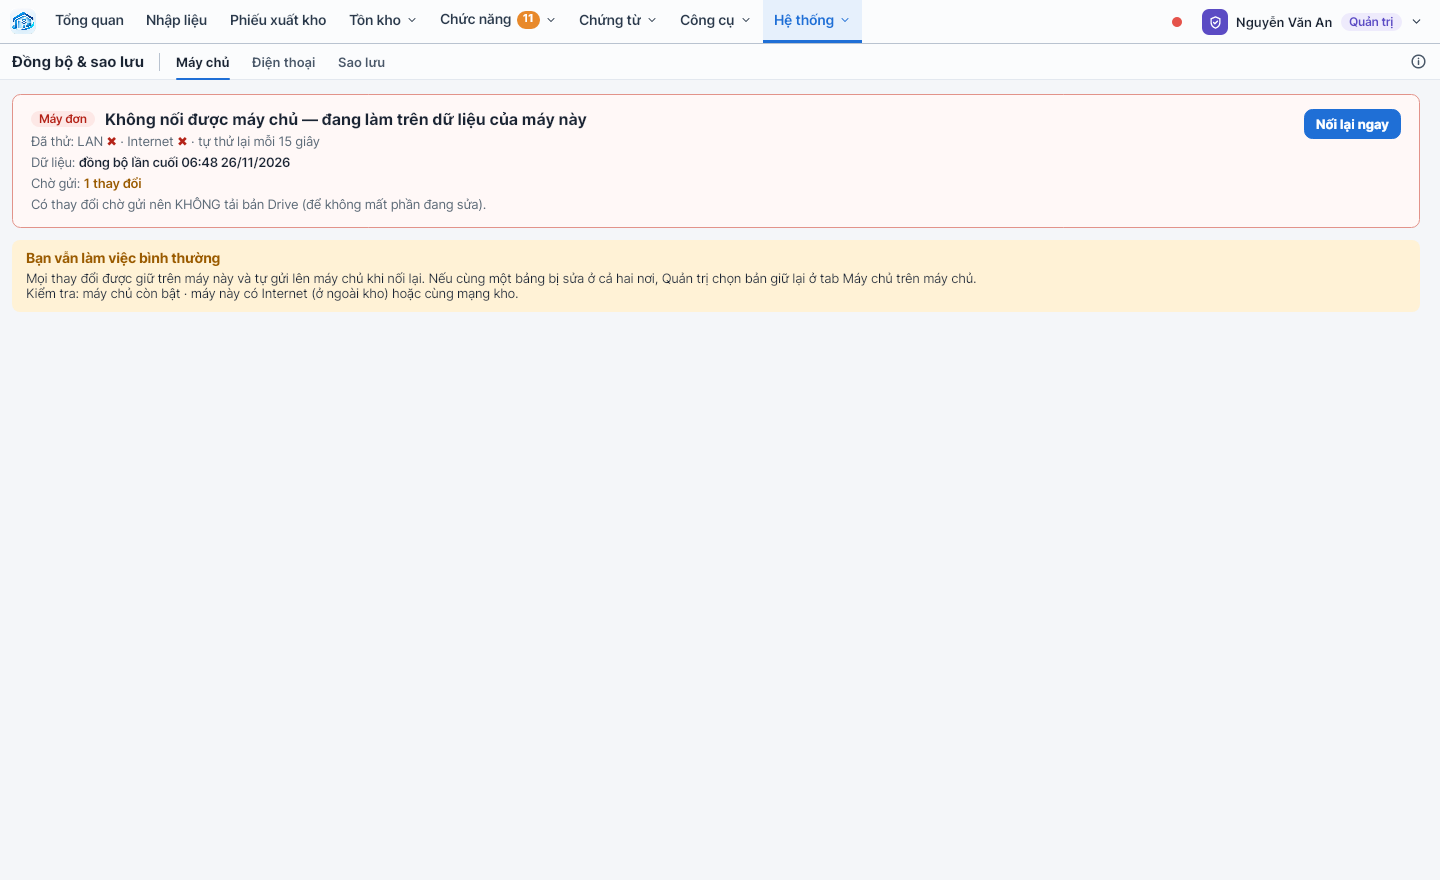 Tổng quan Nhập liệu Phiếu xuất kho Tồn kho Chức năng 11 Chứng từ Công cụ Hệ thống Nguyễn Văn An Quản trị
Đồng bộ & sao lưu Máy chủ Điện thoại Sao lưu
Máy đơn Không nối được máy chủ — đang làm trên dữ liệu của máy này
Nối lại ngay
Đã thử: LAN ✖ · Internet ✖ · tự thử lại mỗi 15 giây
Dữ liệu: đồng bộ lần cuối 06:48 26/11/2026
Chờ gửi: 1 thay đổi
Có thay đổi chờ gửi nên KHÔNG tải bản Drive (để không mất phần đang sửa).
Bạn vẫn làm việc bình thường
Mọi thay đổi được giữ trên máy này và tự gửi lên máy chủ khi nối lại. Nếu cùng một bảng bị sửa ở cả hai nơi, Quản trị chọn bản giữ lại ở tab Máy chủ trên máy chủ.
Kiểm tra: máy chủ còn bật · máy này có Internet (ở ngoài kho) hoặc cùng mạng kho.